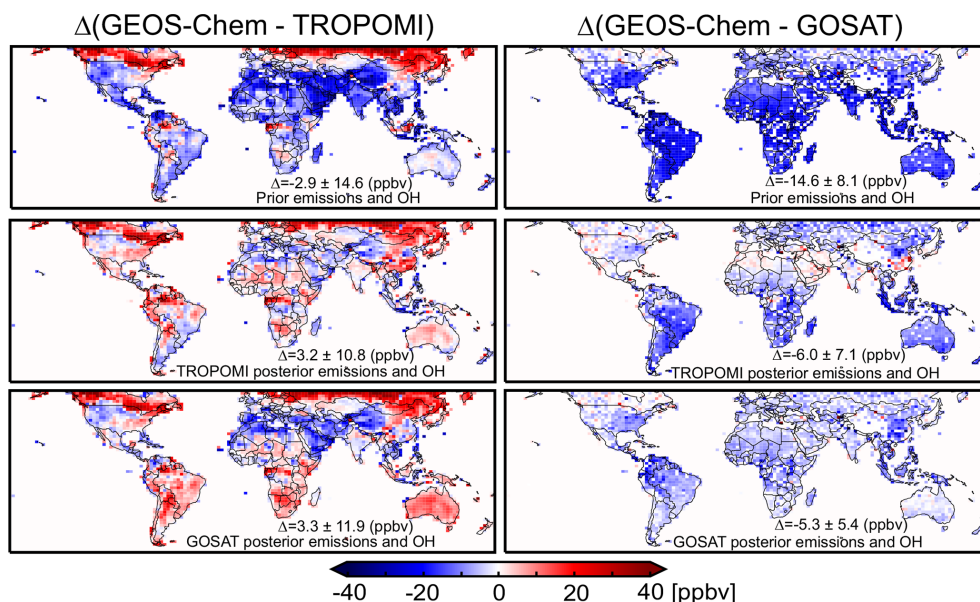 Δ(GEOS-Chem - TROPOMI)
Δ(GEOS-Chem - GOSAT)
Δ=-2.9 ± 14.6 (ppbv)
Prior emissions and OH
Δ=-14.6 ± 8.1 (ppbv)
Prior emissions and OH
Δ=3.2 ± 10.8 (ppbv)
TROPOMI posterior emissions and OH
Δ=-6.0 ± 7.1 (ppbv)
TROPOMI posterior emissions and OH
Δ=3.3 ± 11.9 (ppbv)
GOSAT posterior emissions and OH
Δ=-5.3 ± 5.4 (ppbv)
GOSAT posterior emissions and OH
-40 -20 0 20 40 [ppbv]